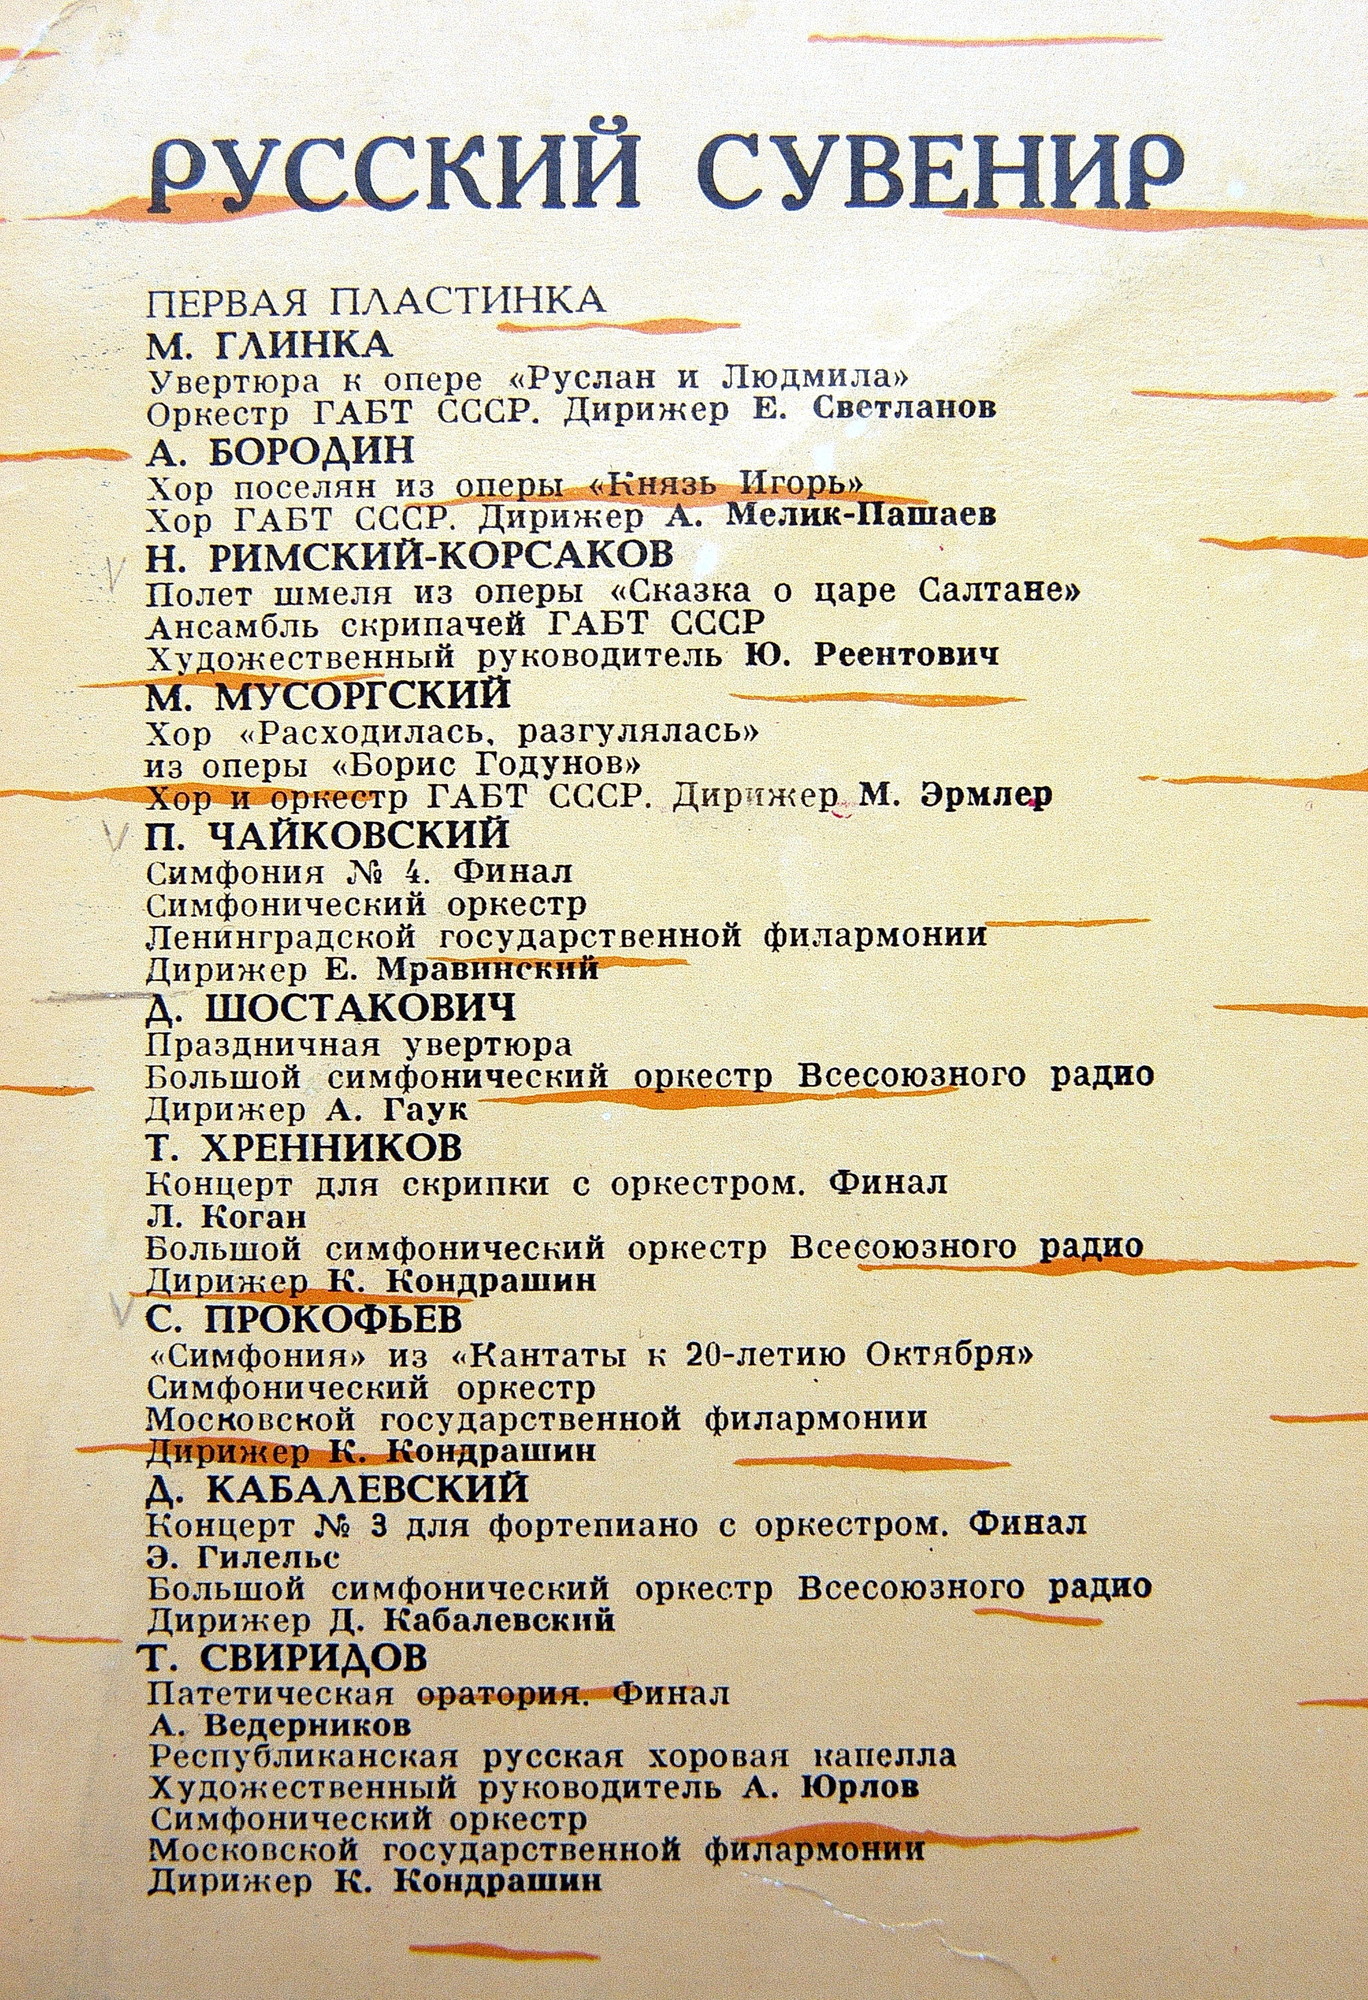 РУССКИЙ СУВЕНИР
ПЕРВАЯ ПЛАСТИНКА
М. ГЛИНКА
Увертюра к опере «Руслан и Людмила»
Оркестр ГАБТ СССР. Дирижер Е. Светланов
А. БОРОДИН
Хор поселян из оперы «Князь Игорь»
Хор ГАБТ СССР. Дирижер А. Мелик-Пашаев
Н. РИМСКИЙ-КОРСАКОВ
Полет шмеля из оперы «Сказка о царе Салтане»
Ансамбль скрипачей ГАБТ СССР
Художественный руководитель Ю. Реентович
М. МУСОРГСКИЙ
Хор «Расходилась, разгулялась»
из оперы «Борис Годунов»
Хор и оркестр ГАБТ СССР. Дирижер М. Эрмлер
П. ЧАЙКОВСКИЙ
Симфония № 4. Финал
Симфонический оркестр
Ленинградской государственной филармонии
Дирижер Е. Мравинский
Д. ШОСТАКОВИЧ
Праздничная увертюра
Большой симфонический оркестр Всесоюзного радио
Дирижер А. Гаук
Т. ХРЕННИКОВ
Концерт для скрипки с оркестром. Финал
Л. Коган
Большой симфонический оркестр Всесоюзного радио
Дирижер К. Кондрашин
С. ПРОКОФЬЕВ
«Симфония» из «Кантаты к 20-летию Октября»
Симфонический оркестр
Московской государственной филармонии
Дирижер К. Кондрашин
Д. КАБАЛЕВСКИЙ
Концерт № 3 для фортепиано с оркестром. Финал
Э. Гилельс
Большой симфонический оркестр Всесоюзного радио
Дирижер Д. Кабалевский
Т. СВИРИДОВ
Патетическая оратория. Финал
А. Ведерников
Республиканская русская хоровая капелла
Художественный руководитель А. Юрлов
Симфонический оркестр
Московской государственной филармонии
Дирижер К. Кондрашин